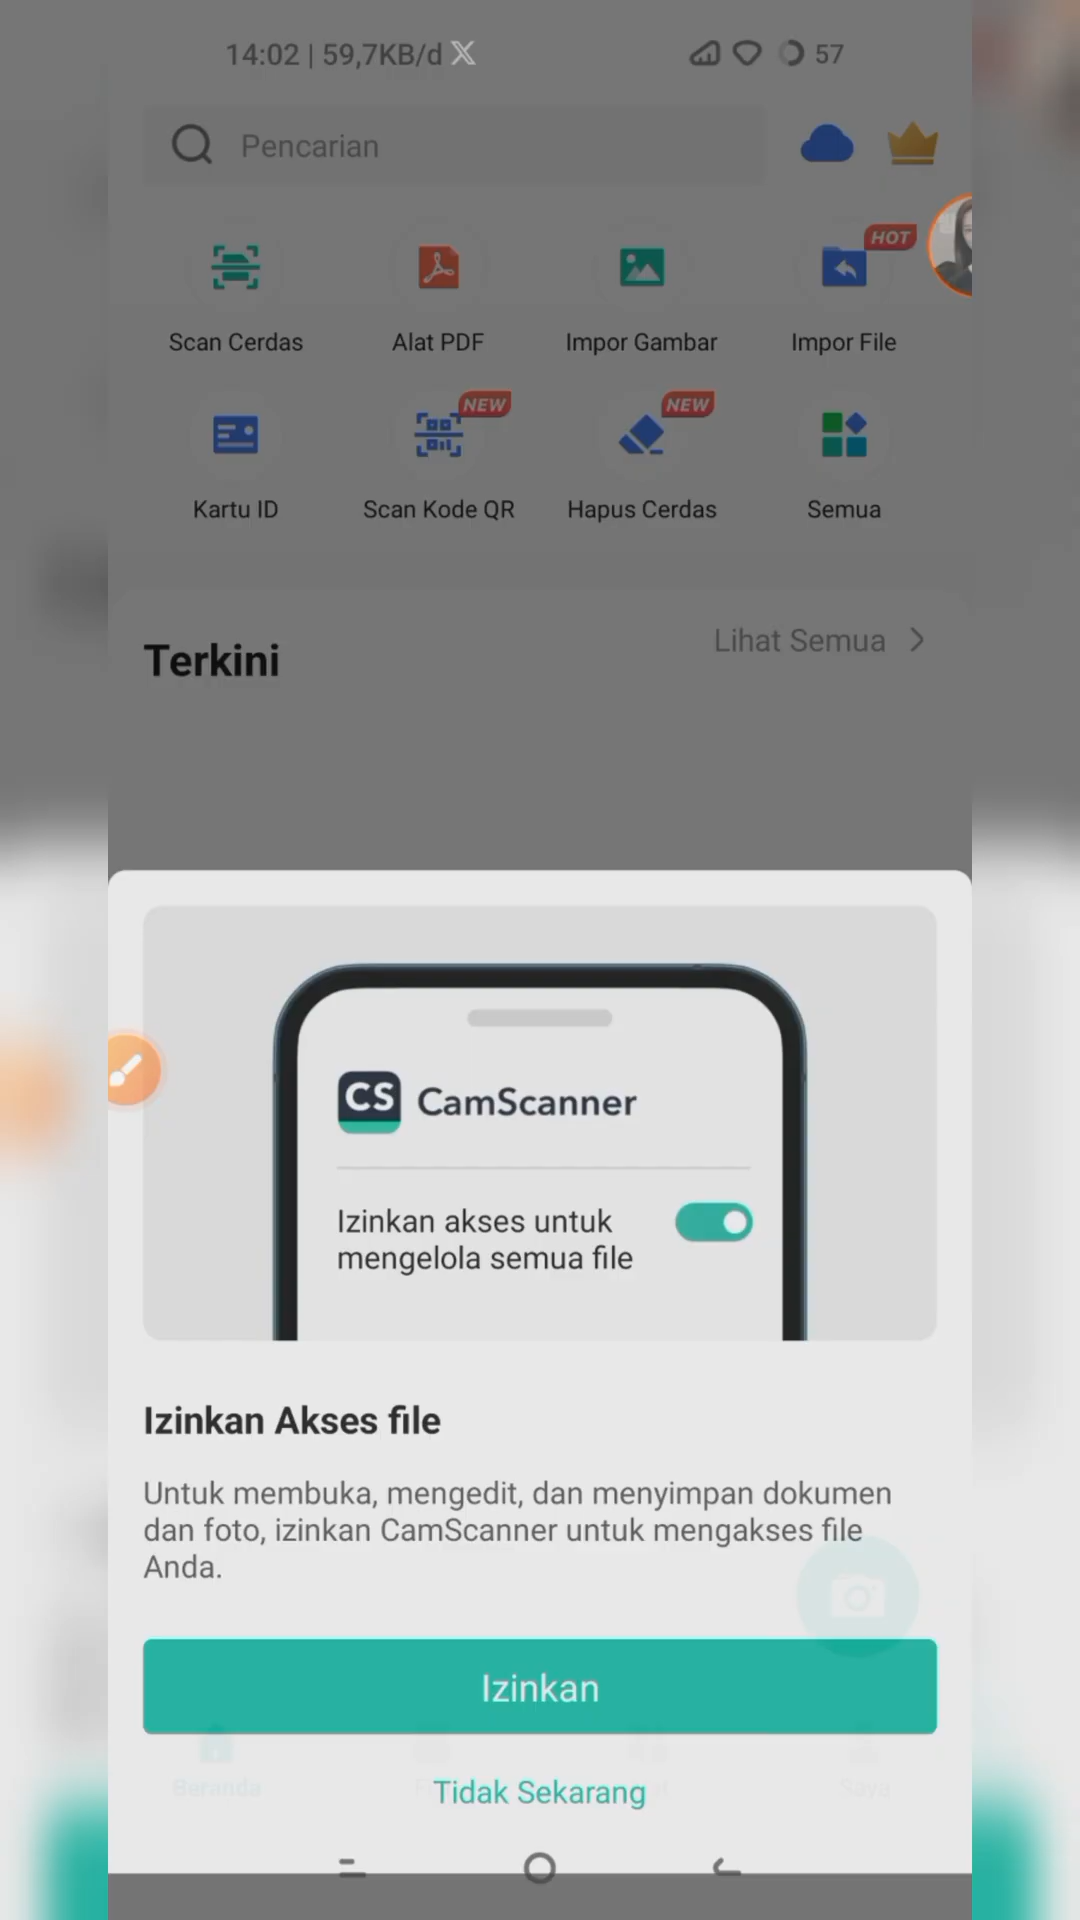 14:02 | 59,7KB/d X
57
Pencarian
HOT
Scan Cerdas
Alat PDF
Impor Gambar
Impor File
NEW
NEW
Kartu ID
Scan Kode QR
Hapus Cerdas
Semua
Terkini
Lihat Semua
CS CamScanner
Izinkan akses untuk
mengelola semua file
Izinkan Akses file
Untuk membuka, mengedit, dan menyimpan dokumen
dan foto, izinkan CamScanner untuk mengakses file
Anda.
Izinkan
Beranda
Saya
Tidak Sekarang